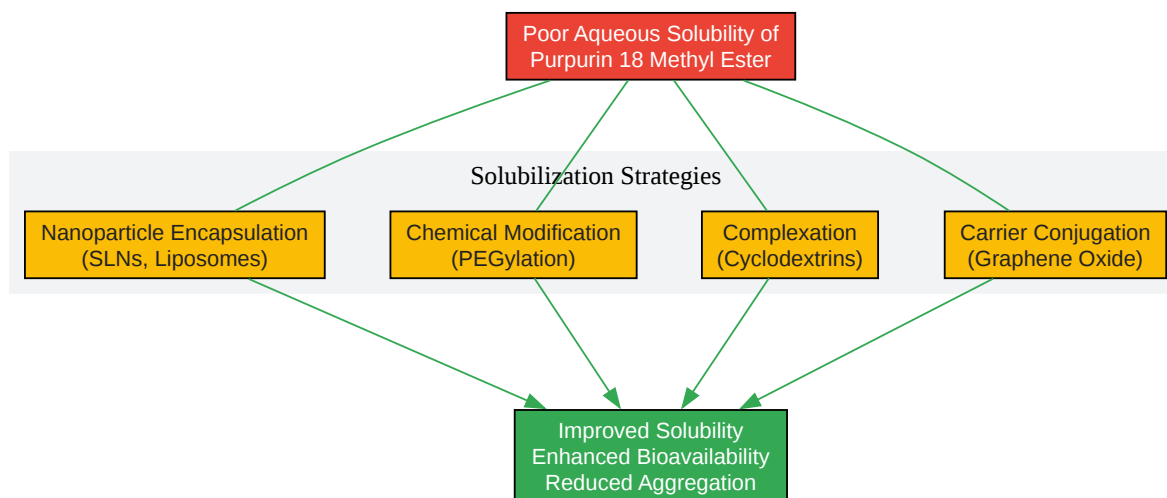 Poor Aqueous Solubility of
Purpurin 18 Methyl Ester
Solubilization Strategies
Nanoparticle Encapsulation
(SLNs, Liposomes)
Chemical Modification
(PEGylation)
Complexation
(Cyclodextrins)
Carrier Conjugation
(Graphene Oxide)
Improved Solubility
Enhanced Bioavailability
Reduced Aggregation